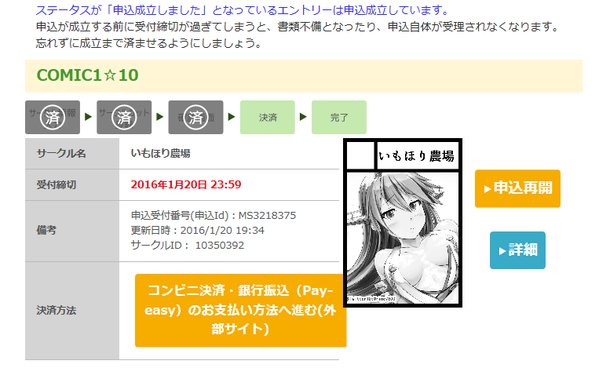 ステータスが「申込成立しました」となっているエントリーは申込成立しています。
申込が成立する前に受付締切が過ぎてしまうと、書類不備となったり、申込自体が受理されなくなります。
忘れずに成立まで済ませるようにしましょう。
COMIC1☆10
済
済
済
決済
完了
サークル名
いもほり農場
受付締切
2016年1月20日 23:59
備考
申込受付番号(申込Id)：MS3218375
更新日時：2016/1/20 19:34
サークルID： 10350392
決済方法
コンビニ決済・銀行振込（Pay-
easy）のお支払い方法へ進む(外
部サイト)
いもほり農場
申込再開
詳細